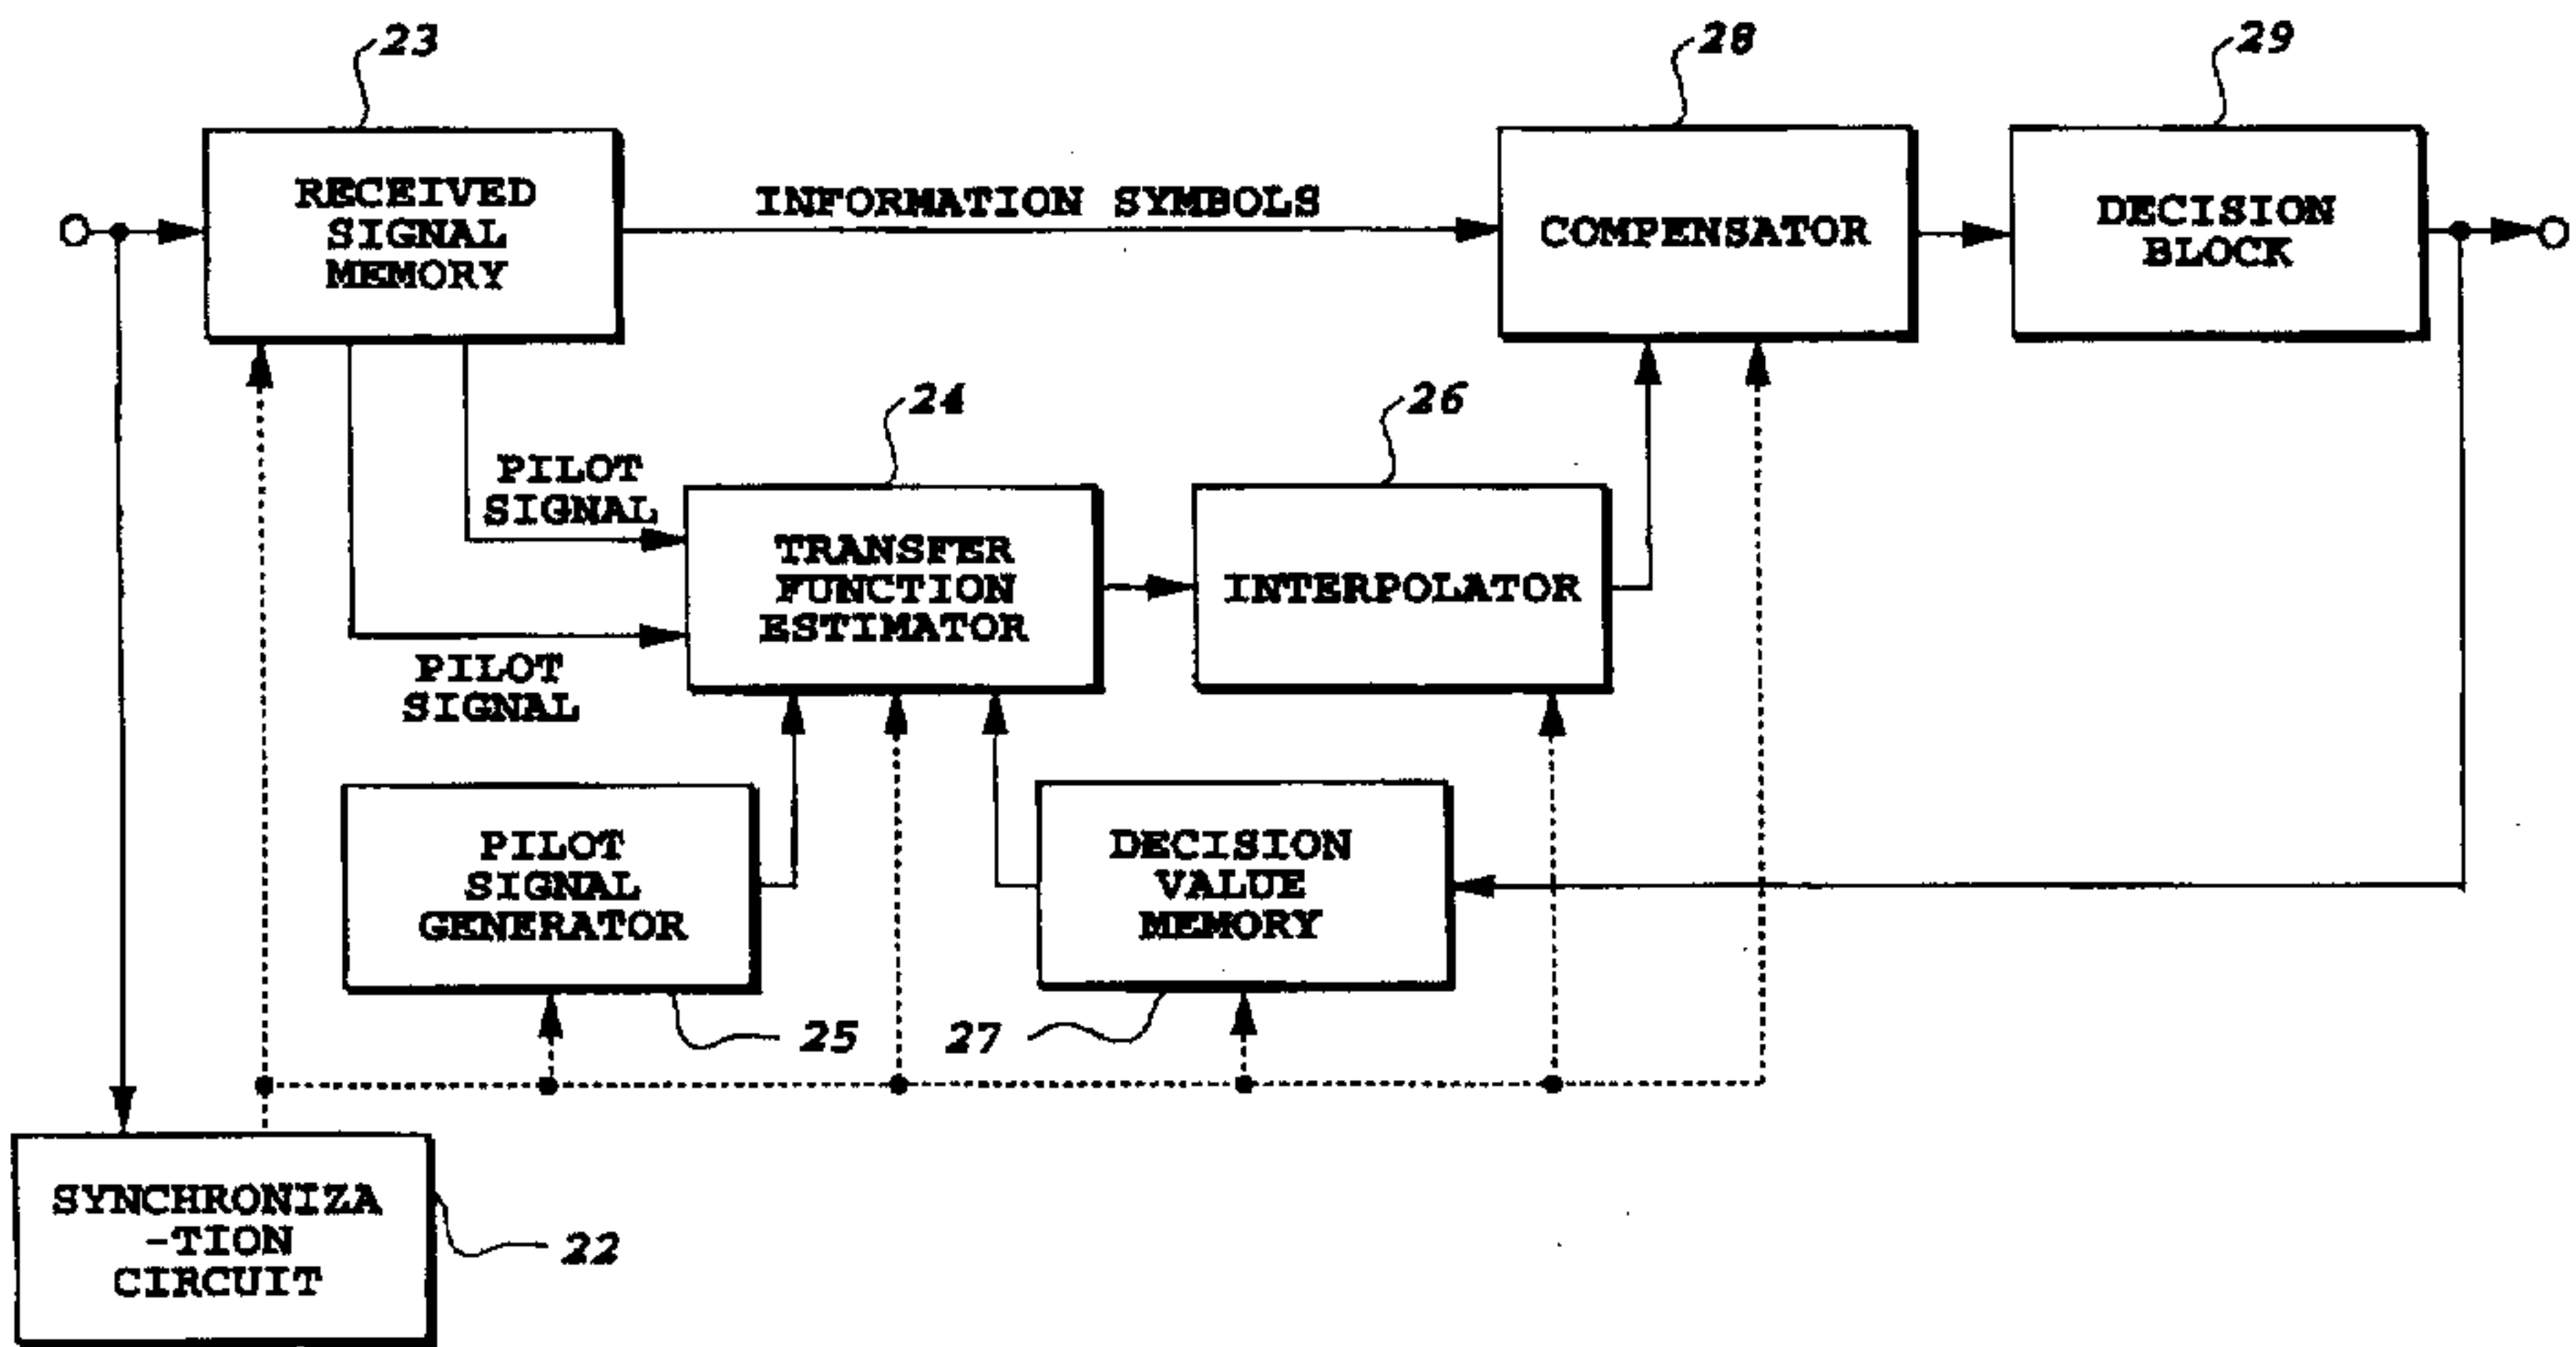 23
28
29
RECEIVED
SIGNAL
MEMORY
INFORMATION SYMBOLS
COMPENSATOR
DECISION
BLOCK
24
26
PILOT
SIGNAL
TRANSFER
FUNCTION
ESTIMATOR
INTERPOLATOR
PILOT
SIGNAL
PILOT
SIGNAL
GENERATOR
DECISION
VALUE
MEMORY
25
27
SYNCHRONIZA
-TION
CIRCUIT
22